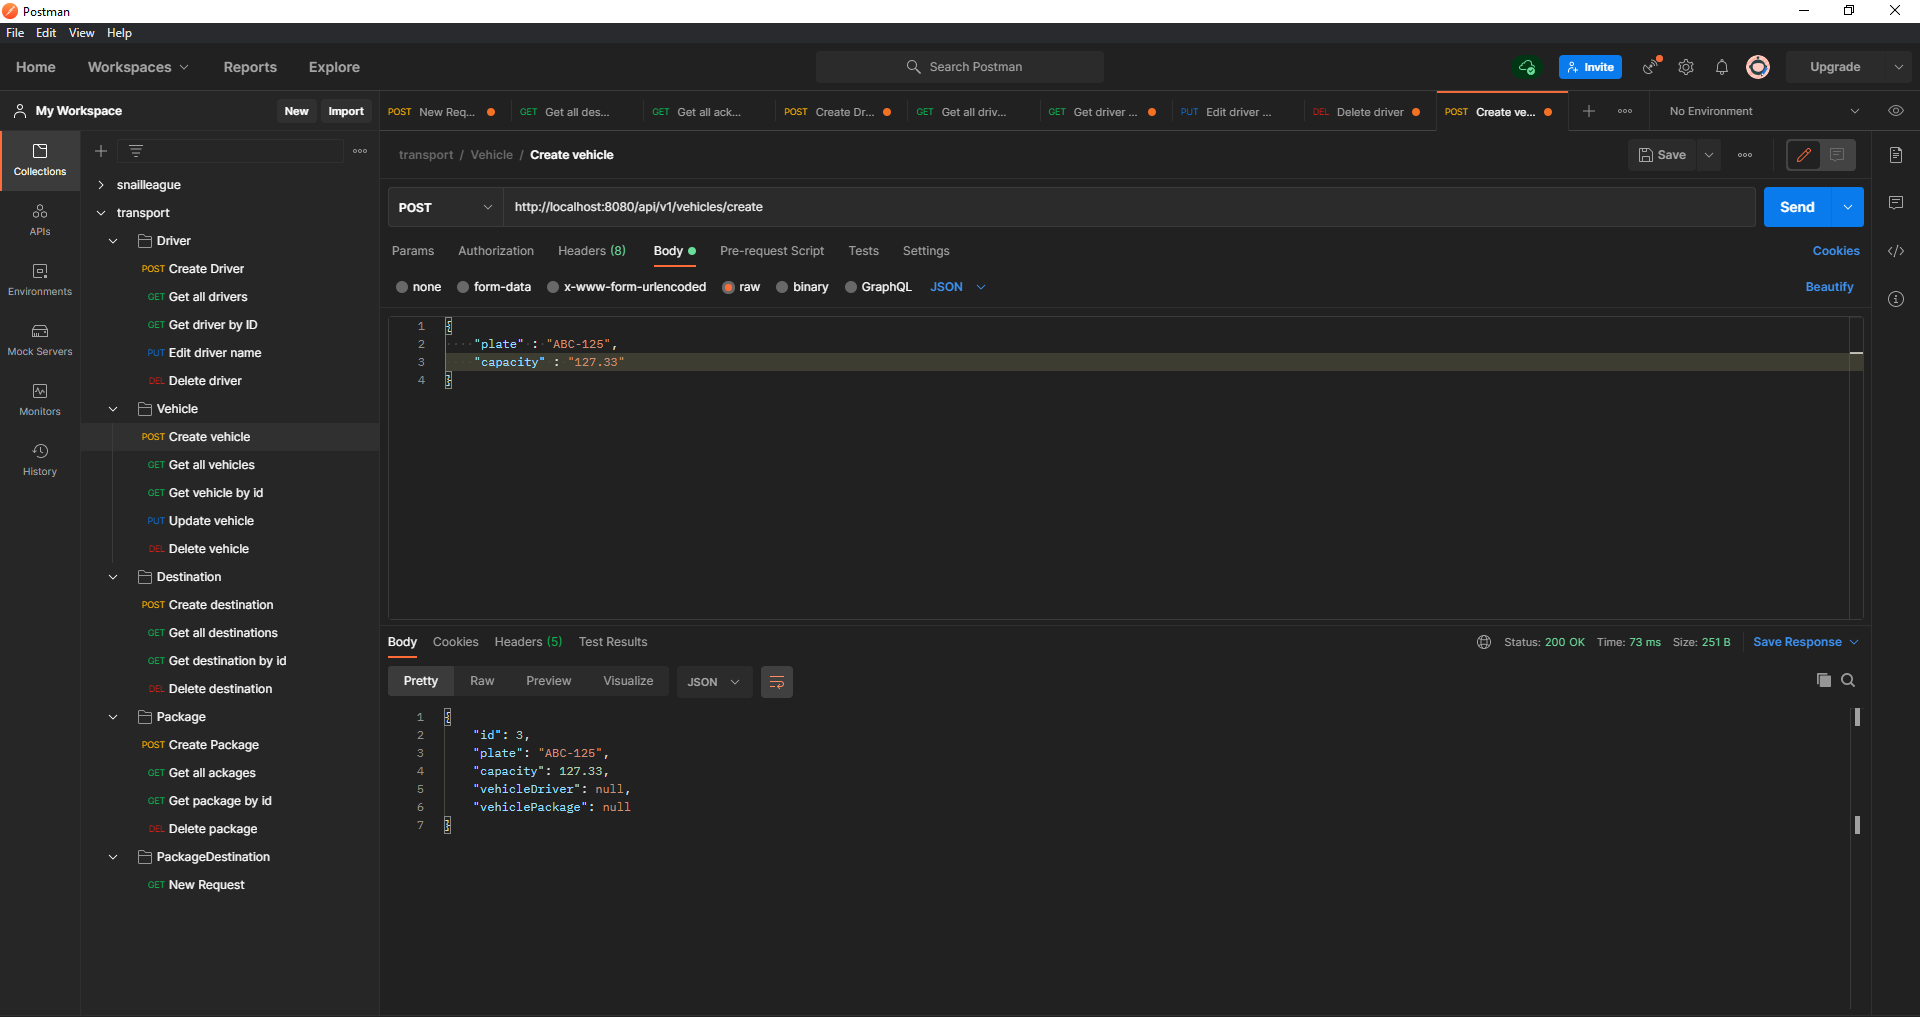 Postman
File Edit View Help
Home Workspaces Reports Explore
Search Postman
Invite
Upgrade
My Workspace
New Import
POST New Req...
GET Get all des...
GET Get all ack...
POST Create Dr...
GET Get all driv...
GET Get driver ...
PUT Edit driver ...
DEL Delete driver
POST Create ve...
No Environment
Collections
APIs
Environments
Mock Servers
Monitors
History
snailleague
transport
Driver
POST Create Driver
GET Get all drivers
GET Get driver by ID
PUT Edit driver name
DEL Delete driver
Vehicle
POST Create vehicle
GET Get all vehicles
GET Get vehicle by id
PUT Update vehicle
DEL Delete vehicle
Destination
POST Create destination
GET Get all destinations
GET Get destination by id
DEL Delete destination
Package
POST Create Package
GET Get all ackages
GET Get package by id
DEL Delete package
PackageDestination
GET New Request
transport / Vehicle / Create vehicle
Save
POST http://localhost:8080/api/v1/vehicles/create
Send
Params Authorization Headers (8) Body Pre-request Script Tests Settings
Cookies
none form-data x-www-form-urlencoded raw binary GraphQL JSON
Beautify
1 {
2 "plate" : "ABC-125",
3 "capacity" : "127.33"
4 }
Body Cookies Headers (5) Test Results
Status: 200 OK Time: 73 ms Size: 251 B Save Response
Pretty Raw Preview Visualize JSON
1 {
2 "id": 3,
3 "plate": "ABC-125",
4 "capacity": 127.33,
5 "vehicleDriver": null,
6 "vehiclePackage": null
7 }